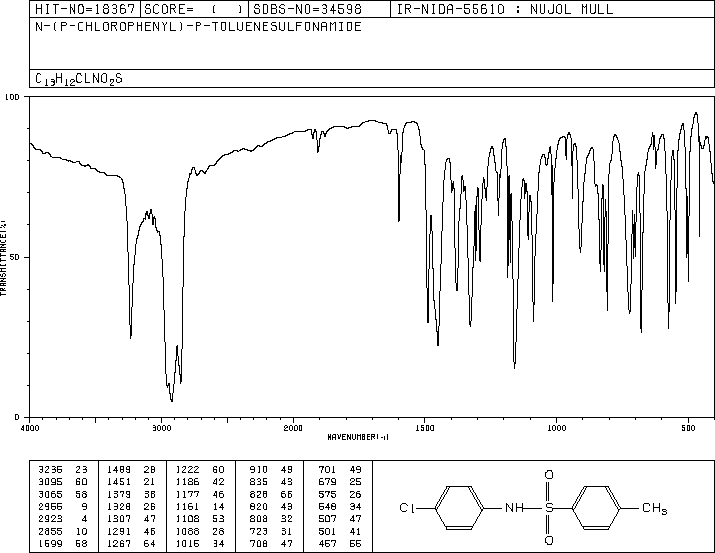 HIT-NO=18367 SCORE= ( ) SDBS-NO=34598 IR-NIDA-55610 : NUJOL MULL
N-(P-CHLOROPHENYL)-P-TOLUENESULFONAMIDE
C13H12CLNO2S
100
50
0
TRANSMITTANCE(%)
4000 3000 2000 1500 1000 500
WAVENUMBER(-1)
3236 23 1489 28 1222 60 910 49 701 49
3095 60 1451 21 1186 42 835 43 679 25
3065 58 1379 38 1177 46 828 66 575 26
2955 9 1328 26 1161 14 820 43 548 34
2923 4 1307 47 1108 53 808 32 507 47
2855 10 1291 46 1088 28 723 31 501 41
1599 58 1267 64 1015 34 708 47 457 55
O
Cl NH S CH3
O